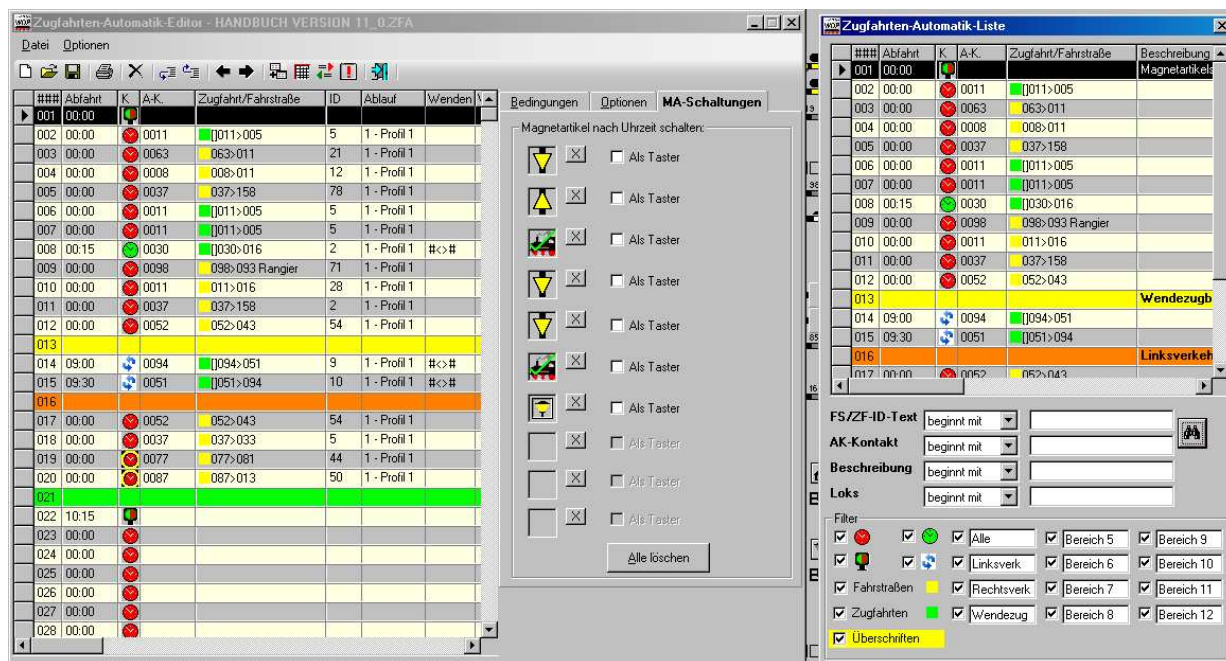 Zugfahrten-Automatik-Editor - HANDBUCH VERSION 11_0.ZFA
Datei Optionen
### Abfahrt K. A-K. Zugfahrt/Fahrstraße ID Ablauf Wenden
001 00:00
002 00:00 0011 []011>005 5 1 - Profil 1
003 00:00 0063 063>011 21 1 - Profil 1
004 00:00 0008 008>011 12 1 - Profil 1
005 00:00 0037 037>158 78 1 - Profil 1
006 00:00 0011 []011>005 5 1 - Profil 1
007 00:00 0011 []011>005 5 1 - Profil 1
008 00:15 0030 []030>016 2 1 - Profil 1 #<>#
009 00:00 0098 098>093 Rangier 71 1 - Profil 1
010 00:00 0011 011>016 28 1 - Profil 1
011 00:00 0037 037>158 2 1 - Profil 1
012 00:00 0052 052>043 54 1 - Profil 1
013
014 09:00 0094 []094>051 9 1 - Profil 1 #<>#
015 09:30 0051 []051>094 10 1 - Profil 1 #<>#
016
017 00:00 0052 052>043 54 1 - Profil 1
018 00:00 0037 037>033 5 1 - Profil 1
019 00:00 0077 077>081 44 1 - Profil 1
020 00:00 0087 087>013 50 1 - Profil 1
021
022 10:15
023 00:00
024 00:00
025 00:00
026 00:00
027 00:00
028 00:00
Bedingungen Optionen MA-Schaltungen
Magnetartikel nach Uhrzeit schalten:
X Als Taster
X Als Taster
X Als Taster
X Als Taster
X Als Taster
X Als Taster
X Als Taster
X Als Taster
X Als Taster
X Als Taster
Alle löschen
Zugfahrten-Automatik-Liste
### Abfahrt K A-K. Zugfahrt/Fahrstraße Beschreibung
001 00:00 Magnetartikels
002 00:00 0011 []011>005
003 00:00 0063 063>011
004 00:00 0008 008>011
005 00:00 0037 037>158
006 00:00 0011 []011>005
007 00:00 0011 []011>005
008 00:15 0030 []030>016
009 00:00 0098 098>093 Rangier
010 00:00 0011 011>016
011 00:00 0037 037>158
012 00:00 0052 052>043
013 Wendezugb
014 09:00 0094 []094>051
015 09:30 0051 []051>094
016 Linksverkeh
017 00:00 0052 052>043
FS/ZF-ID-Text beginnt mit
AK-Kontakt beginnt mit
Beschreibung beginnt mit
Loks beginnt mit
Filter
Alle Bereich 5 Bereich 9
Linksverk Bereich 6 Bereich 10
Fahrstraßen Rechtsverk Bereich 7 Bereich 11
Zugfahrten Wendezug Bereich 8 Bereich 12
Überschriften